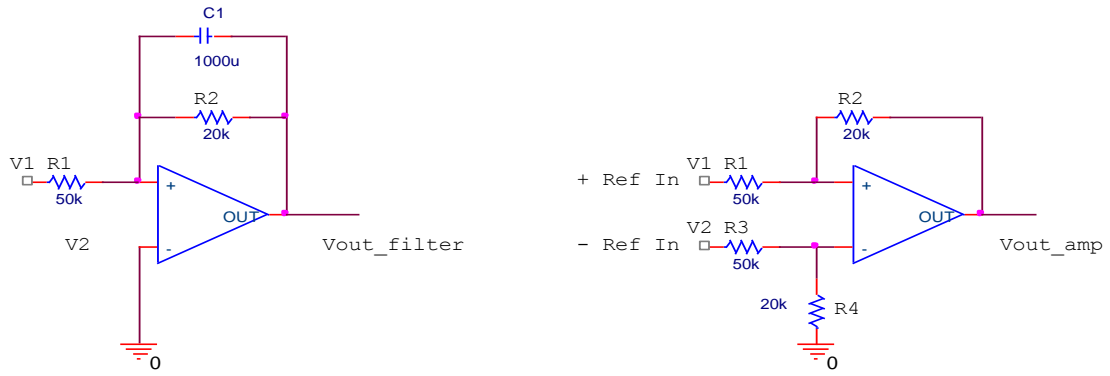 C1
1000u
R2
20k
V1 R1
50k
+
OUT
V2
-
Vout_filter
0
R2
20k
+ Ref In
V1 R1
50k
+
OUT
- Ref In
V2 R3
50k
-
Vout_amp
20k
R4
0